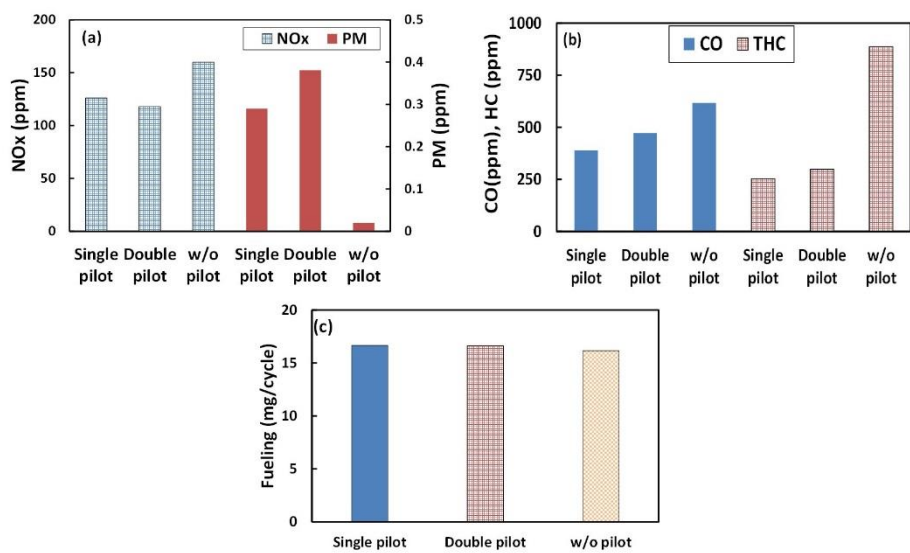 (a)
NOx PM
NOx (ppm)
200
150
100
50
0
PM (ppm)
0.5
0.4
0.3
0.2
0.1
0
Single Double w/o Single Double w/o
pilot pilot pilot pilot pilot pilot
(b)
CO THC
CO(ppm), HC (ppm)
1000
750
500
250
0
Single Double w/o Single Double w/o
pilot pilot pilot pilot pilot pilot
(c)
Fueling (mg/cycle)
20
15
10
5
0
Single pilot Double pilot w/o pilot